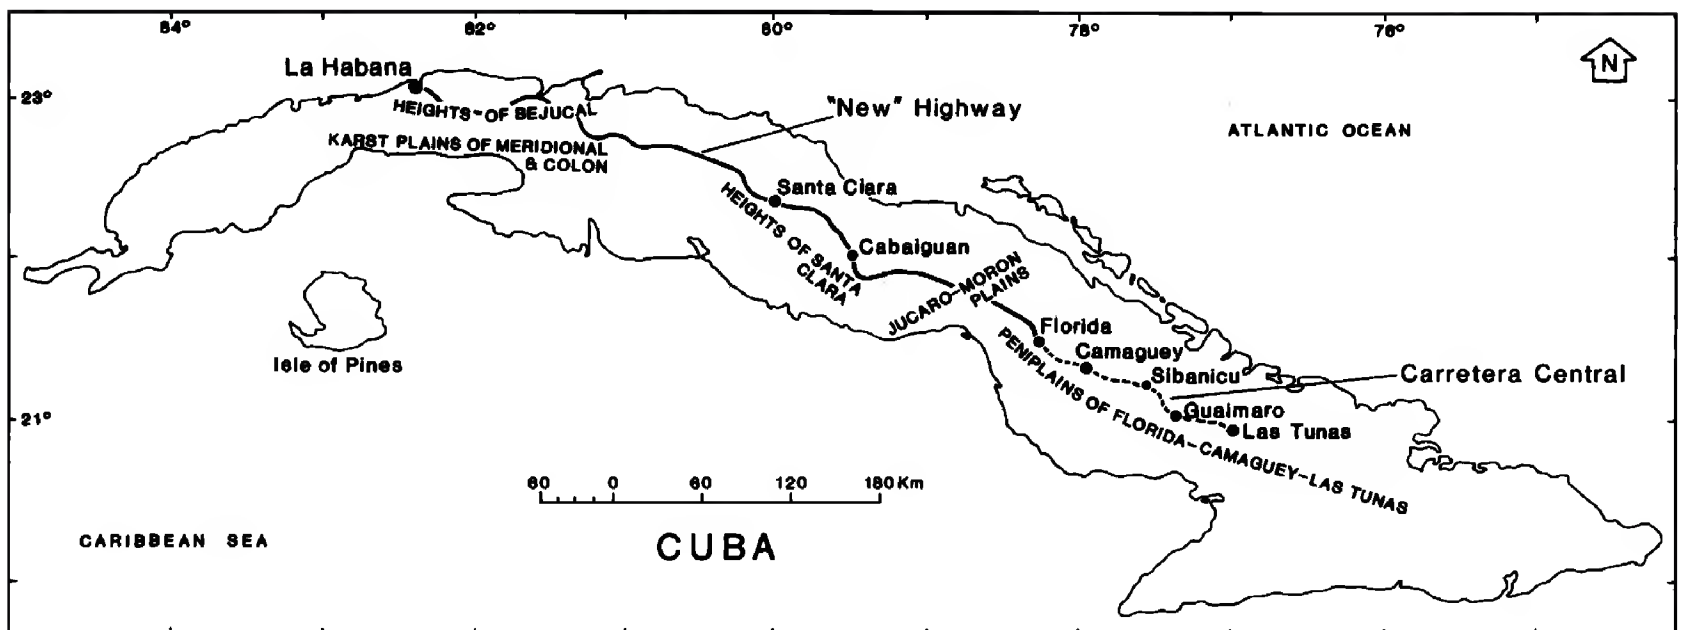 84° 82° 80° 78° 76°
N
La Habana
23°
HEIGHTS-OF BEJUCAL
"New" Highway
ATLANTIC OCEAN
KARST PLAINS OF MERIDIONAL
& COLON
Santa Clara
HEIGHTS OF SANTA
CLARA
Cabaiguan
JUCARO-MORON
PLAINS
Florida
Camaguey
Sibanicu
Isle of Pines
Carretera Central
PENIPLAINS OF FLORIDA-CAMAGUEY-LAS TUNAS
Guaimaro
21°
Las Tunas
60 0 60 120 180 Km
CARIBBEAN SEA
CUBA